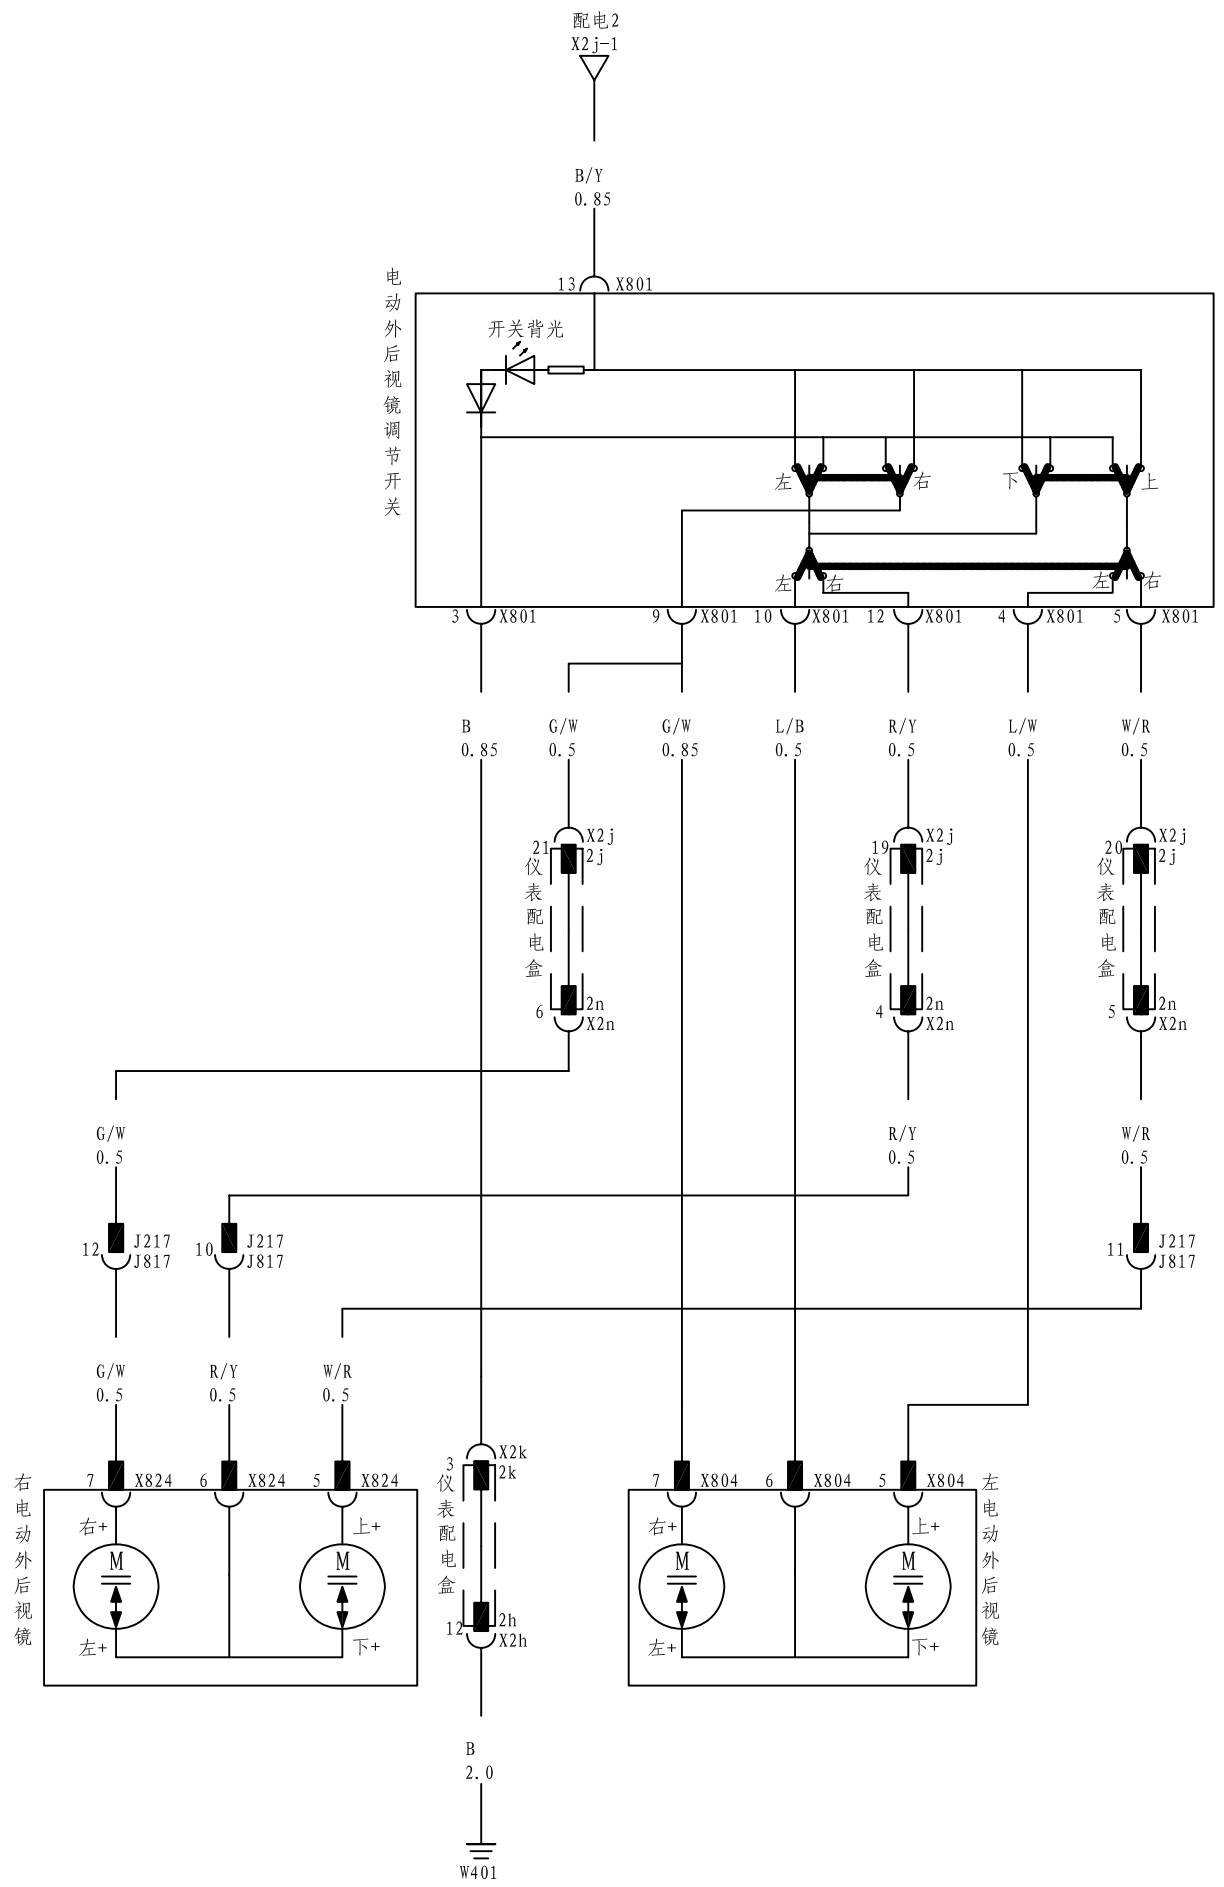 配电2
X2j-1
B/Y
0.85
13 X801
电动外后视镜调节开关
开关背光
左 右 下 上
左 右 左 右
3 X801 9 X801 10 X801 12 X801 4 X801 5 X801
B G/W G/W L/B R/Y L/W W/R
0.85 0.5 0.85 0.5 0.5 0.5 0.5
X2j X2j X2j
21 2j 19 2j 20 2j
仪表配电盒 仪表配电盒 仪表配电盒
6 2n 4 2n 5 2n
X2n X2n X2n
G/W R/Y W/R
0.5 0.5 0.5
12 J217 10 J217 11 J217
J817 J817 J817
G/W R/Y W/R
0.5 0.5 0.5
X2k
3 2k
仪表配电盒
7 X824 6 X824 5 X824 7 X804 6 X804 5 X804
右电动外后视镜
左电动外后视镜
右+ 上+ 右+ 上+
M M M M
左+ 下+ 左+ 下+
12 2h
X2h
B
2.0
W401